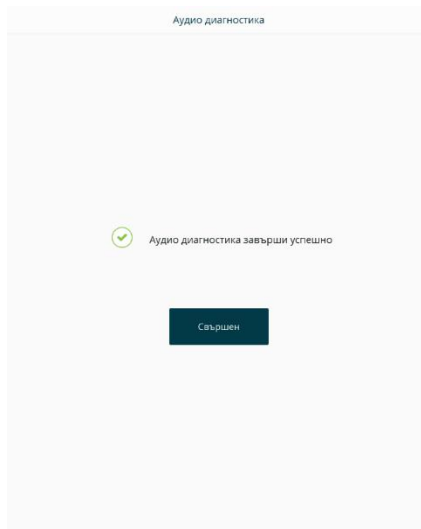 Аудио диагностика
Аудио диагностика завърши успешно
Свършен